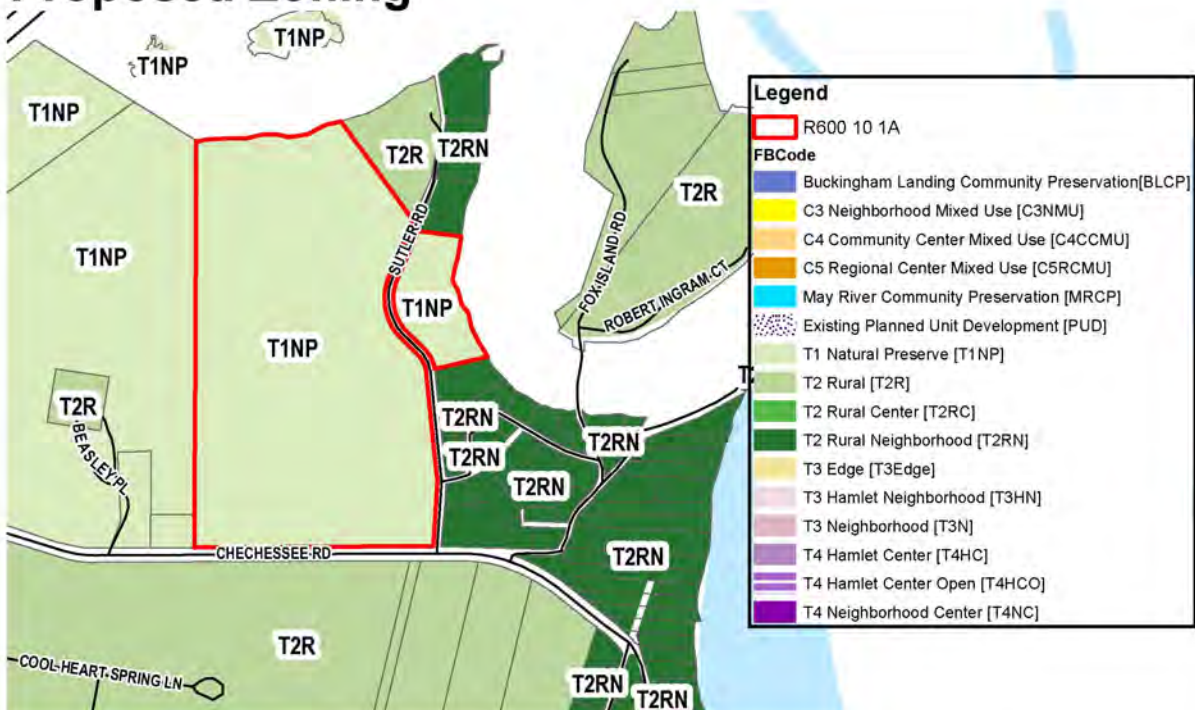 Proposed Zoning
T1NP
T1NP
T1NP
T2R
T2RN
T2R
SUTLER RD
FOX ISLAND RD
ROBERT INGRAM CT
T1NP
T1NP
T1NP
T2R
BEASLEY PL
T2RN
T2RN
T2RN
T2RN
CHECHESSEE RD
T2RN
T2R
COOL HEART SPRING LN
T2RN
T2RN
Legend
R600 10 1A
FBCode
Buckingham Landing Community Preservation[BLCP]
C3 Neighborhood Mixed Use [C3NMU]
C4 Community Center Mixed Use [C4CCMU]
C5 Regional Center Mixed Use [C5RCMU]
May River Community Preservation [MRCP]
Existing Planned Unit Development [PUD]
T1 Natural Preserve [T1NP]
T2 Rural [T2R]
T2 Rural Center [T2RC]
T2 Rural Neighborhood [T2RN]
T3 Edge [T3Edge]
T3 Hamlet Neighborhood [T3HN]
T3 Neighborhood [T3N]
T4 Hamlet Center [T4HC]
T4 Hamlet Center Open [T4HCO]
T4 Neighborhood Center [T4NC]